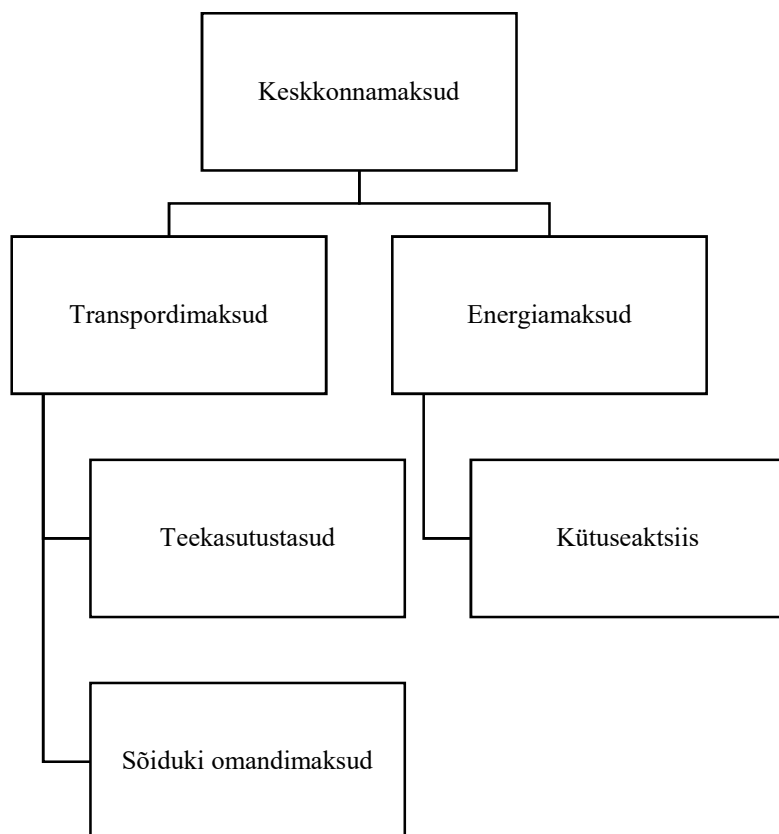 Keskkonnamaksud
Transpordimaksud
Energiamaksud
Teekasutustasud
Kütuseaktsiis
Sõiduki omandimaksud